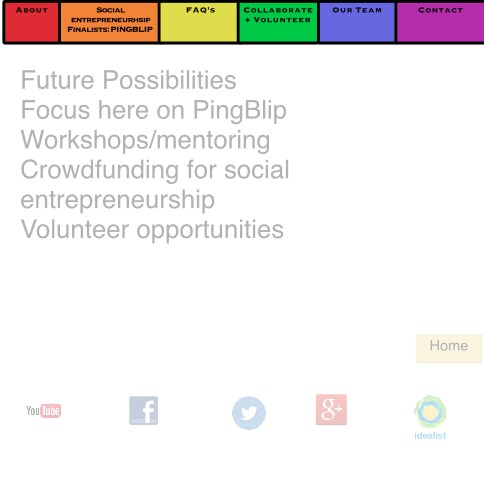 About
Social
entrepreneurhsip
Finalists: PINGBLIP
FAQ's
Collaborate
+ Volunteer
Our Team
Contact
Future Possibilities
Focus here on PingBlip
Workshops/mentoring
Crowdfunding for social
entrepreneurship
Volunteer opportunities
Home
YouTube
f
g+
idealist